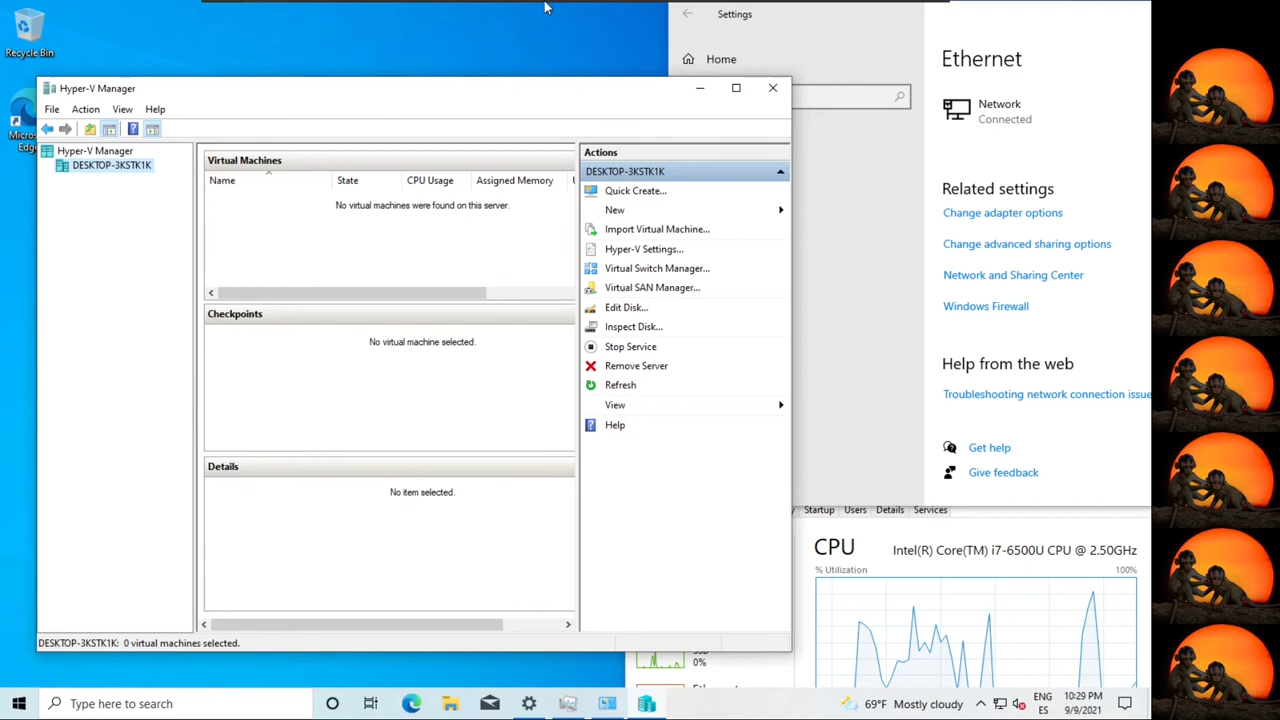 Recycle Bin
Edge
Hyper-V Manager
File Action View Help
Hyper-V Manager
DESKTOP-3KSTK1K
Virtual Machines
Name State CPU Usage Assigned Memory
No virtual machines were found on this server.
Checkpoints
No virtual machine selected.
Details
No item selected.
DESKTOP-3KSTK1K: 0 virtual machines selected.
Actions
DESKTOP-3KSTK1K
Quick Create...
New
Import Virtual Machine...
Hyper-V Settings...
Virtual Switch Manager...
Virtual SAN Manager...
Edit Disk...
Inspect Disk...
Stop Service
Remove Server
Refresh
View
Help
Settings
Home
Ethernet
Network
Connected
Related settings
Change adapter options
Change advanced sharing options
Network and Sharing Center
Windows Firewall
Help from the web
Troubleshooting network connection issue
Get help
Give feedback
Startup Users Details Services
CPU Intel(R) Core(TM) i7-6500U CPU @ 2.50GHz
% Utilization 100%
0%
Type here to search
69°F Mostly cloudy
ENG
ES
10:29 PM
9/9/2021